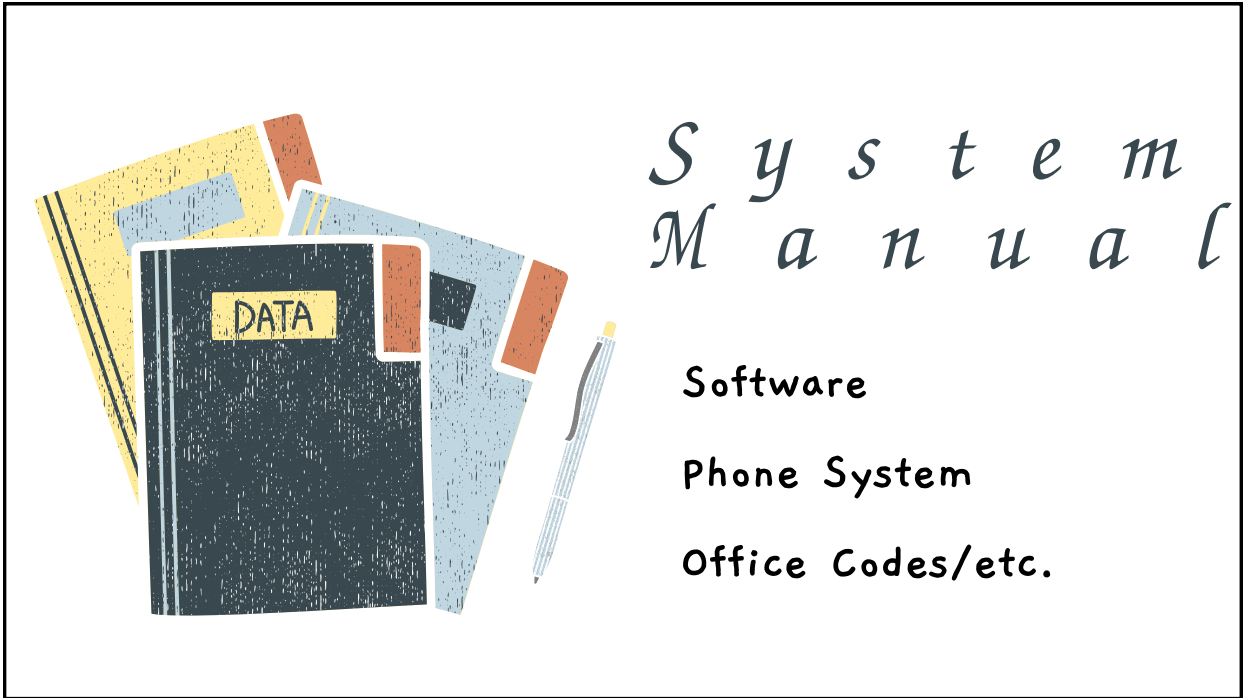 System
Manual
DATA
Software
Phone System
Office Codes/etc.